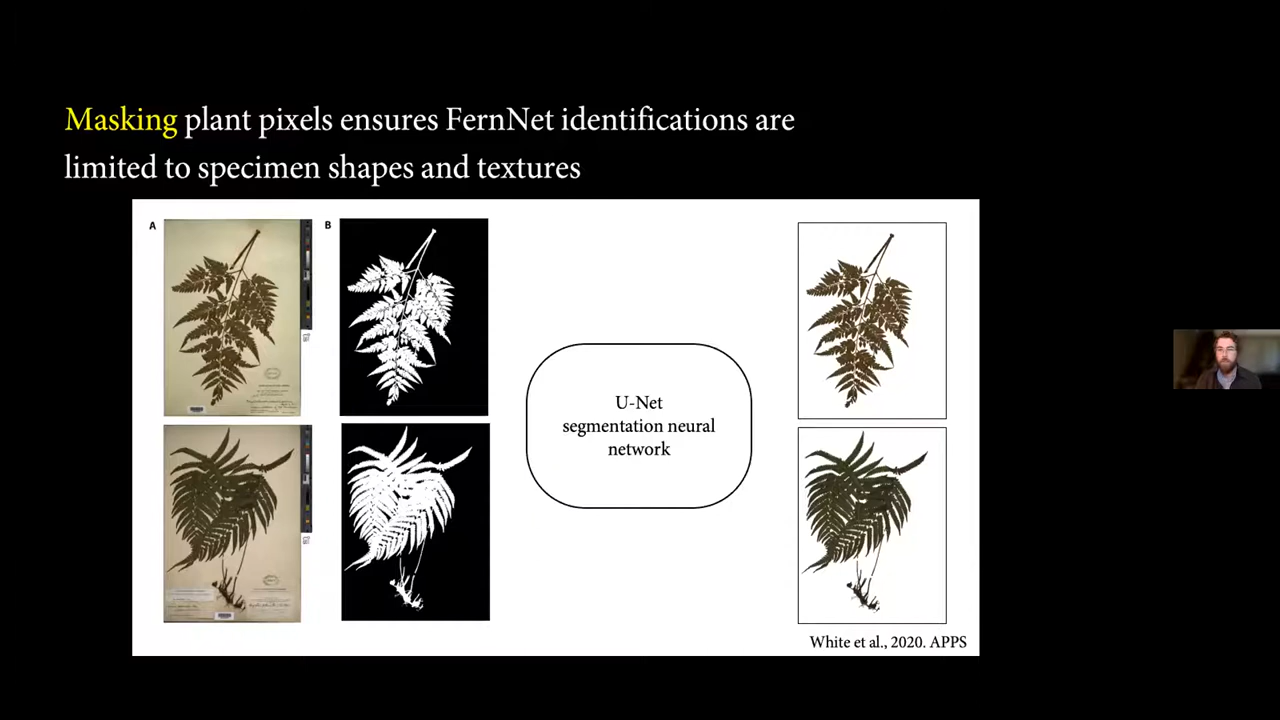 Masking plant pixels ensures FernNet identifications are
limited to specimen shapes and textures
A
B
U-Net
segmentation neural
network
White et al., 2020. APPS